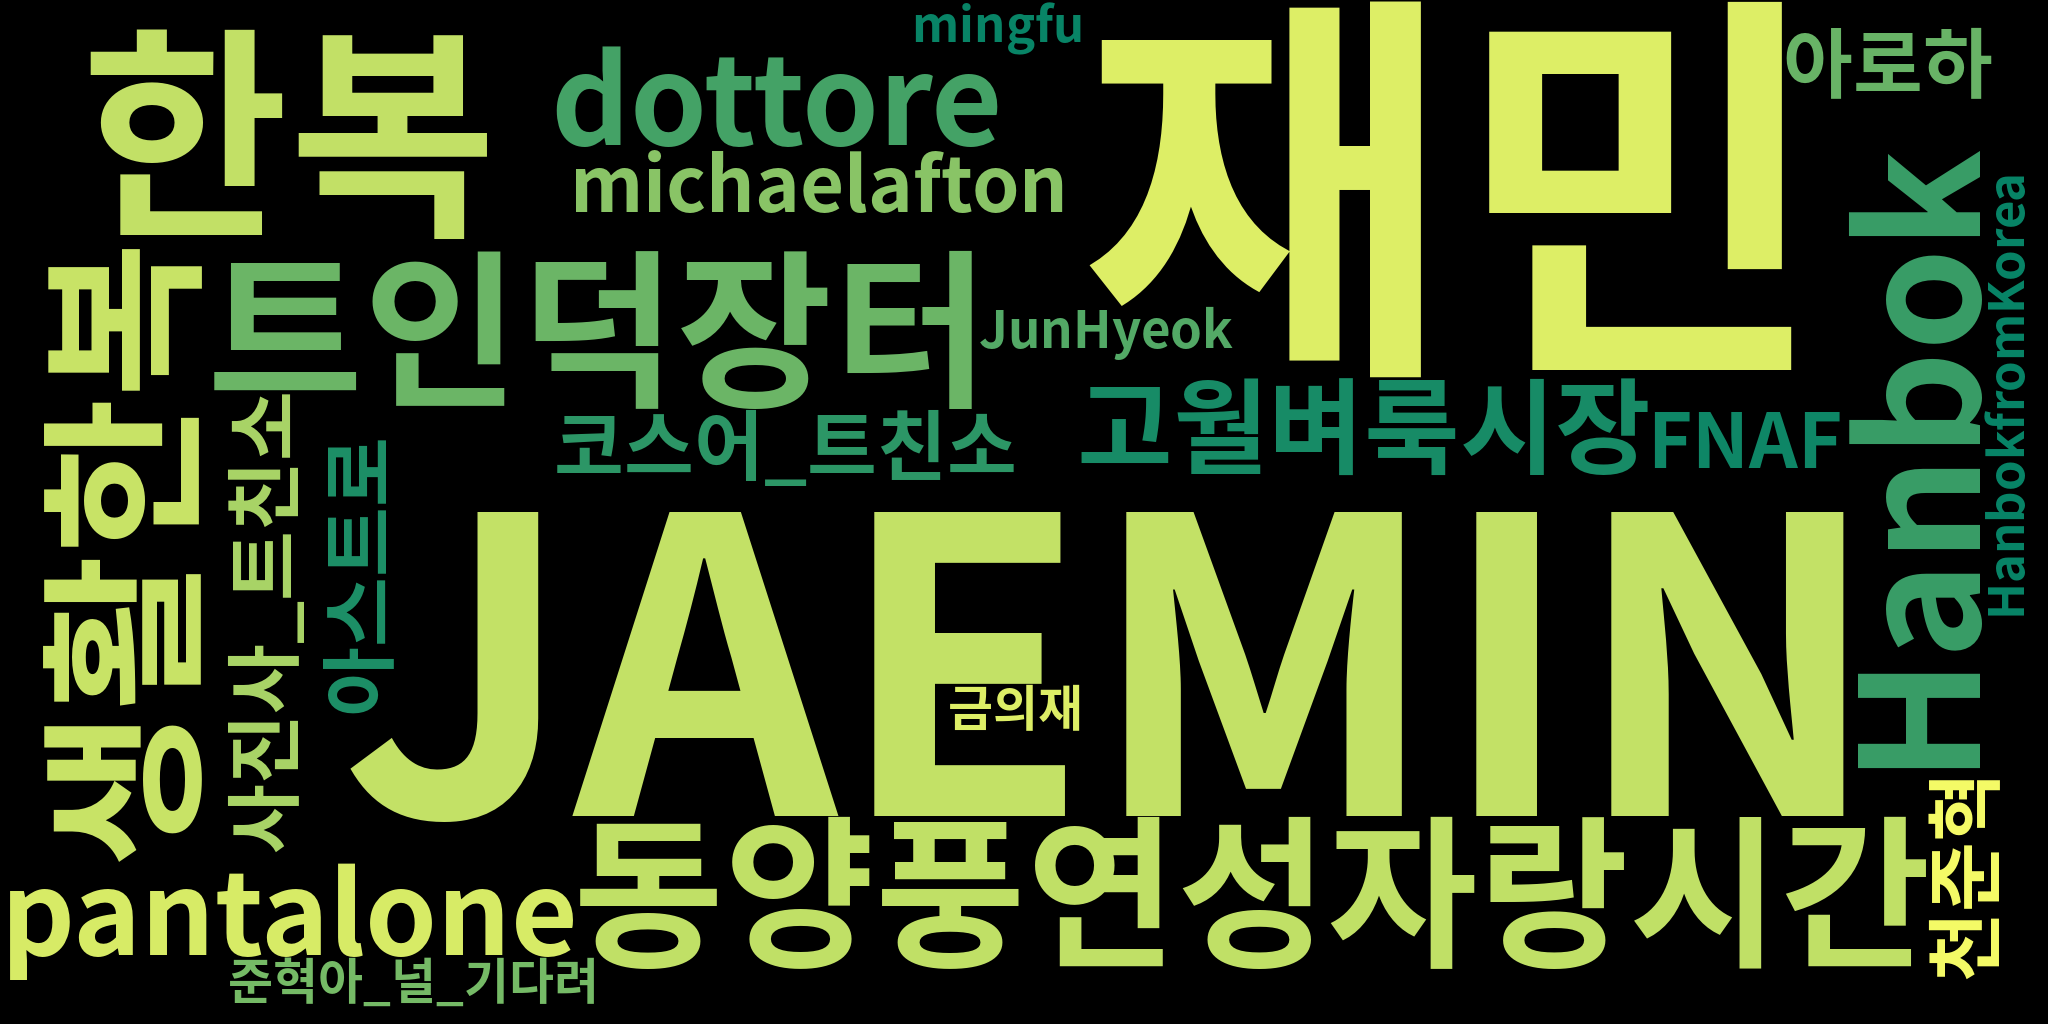 mingfu
한복
dottore
재민
아로하
michaelafton
Hanbok
HanbokfromKorea
생활한복
트인덕장터
JunHyeok
고월벼룩시장
FNAF
코스어_트친소
사진사_트친소
아스트로
JAEMIN
금의재
천준혁
동양풍연성자랑시간
pantalone
준혁아_널_기다려